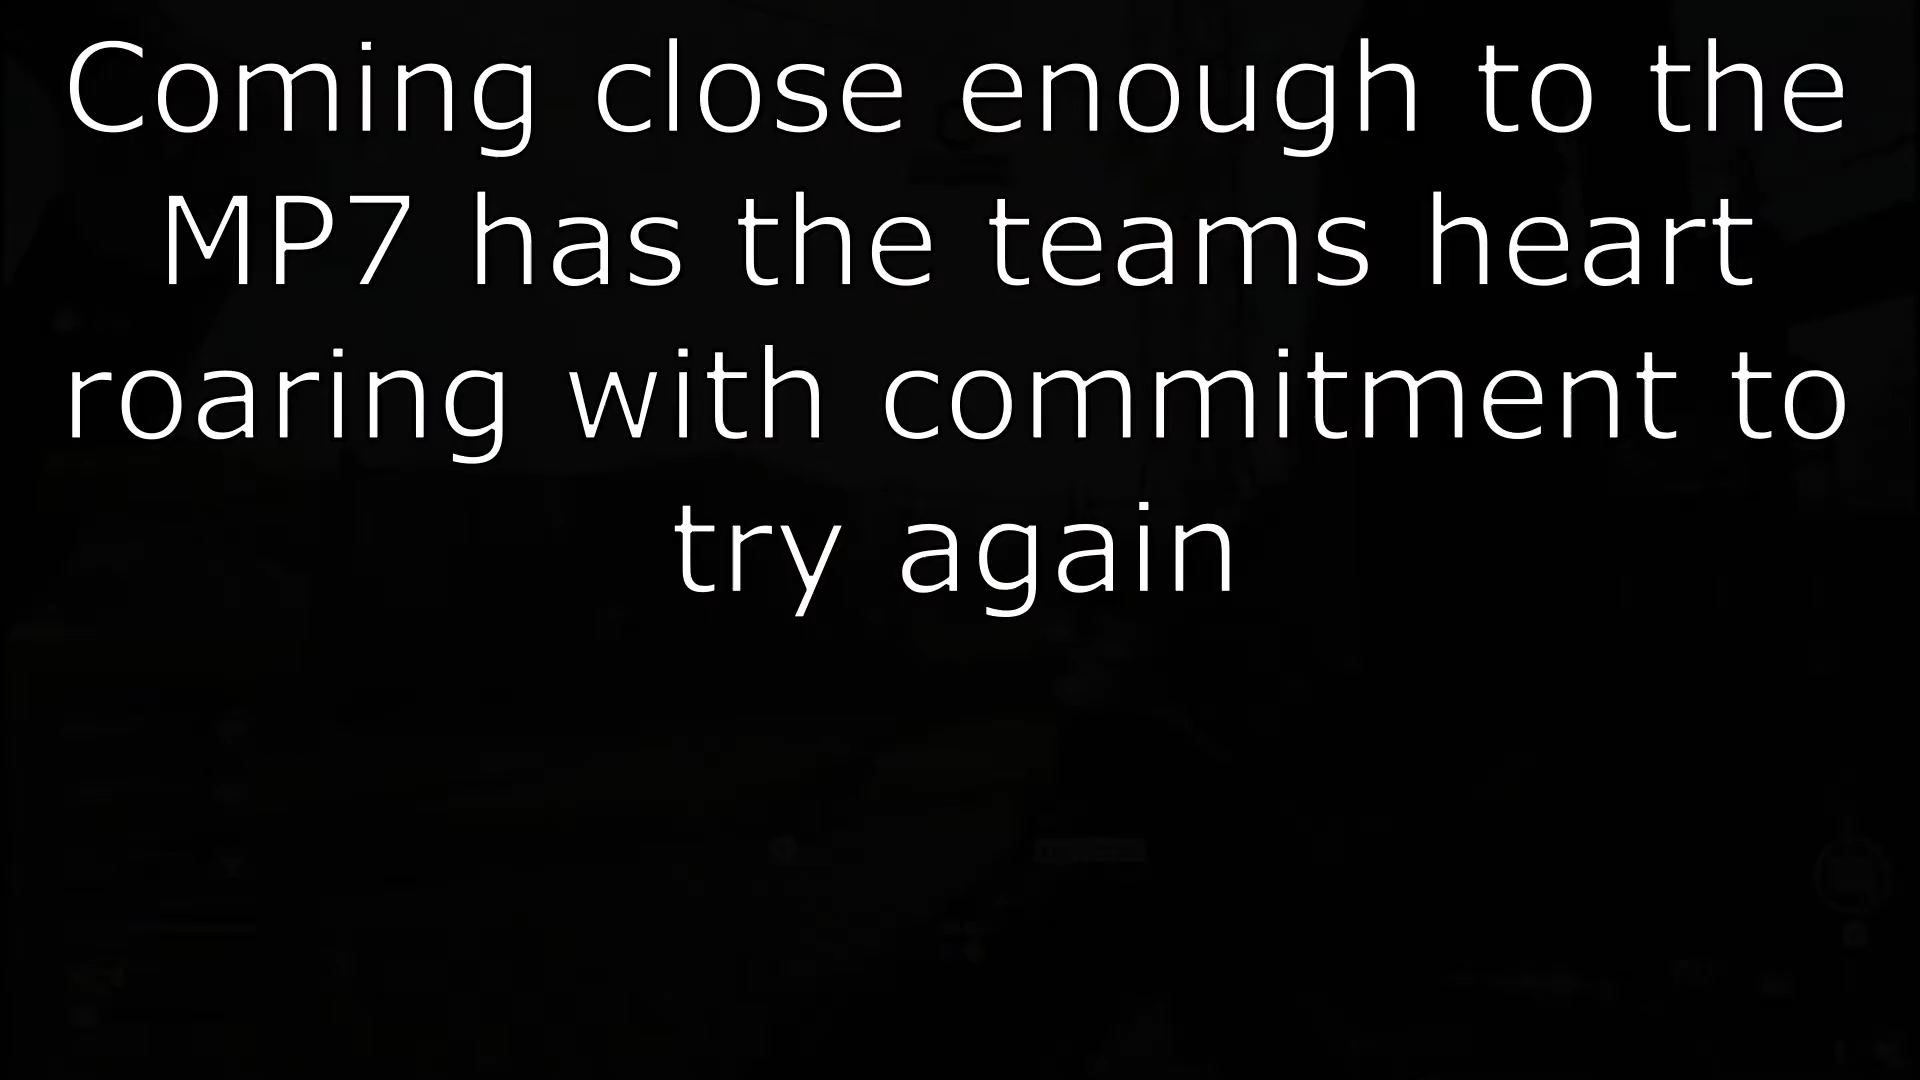 Coming close enough to the
MP7 has the teams heart
roaring with commitment to
try again